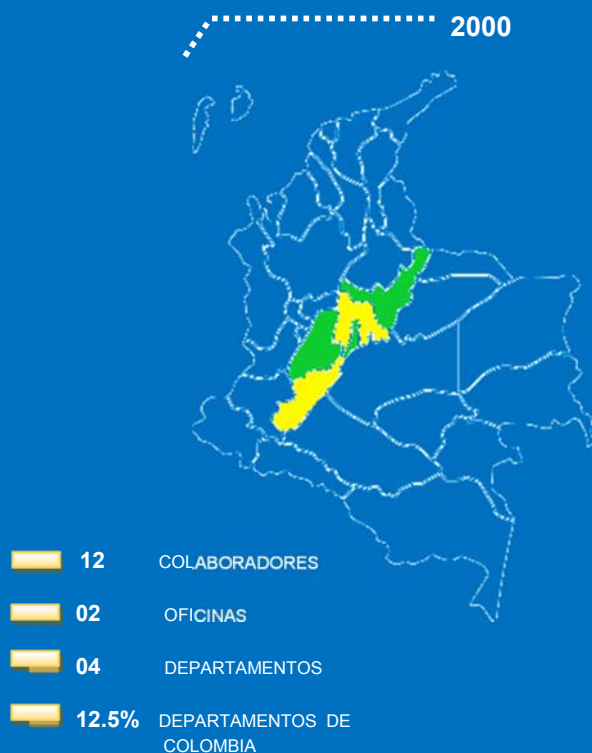 2000
12 COLABORADORES
02 OFICINAS
04 DEPARTAMENTOS
12.5% DEPARTAMENTOS DE
COLOMBIA